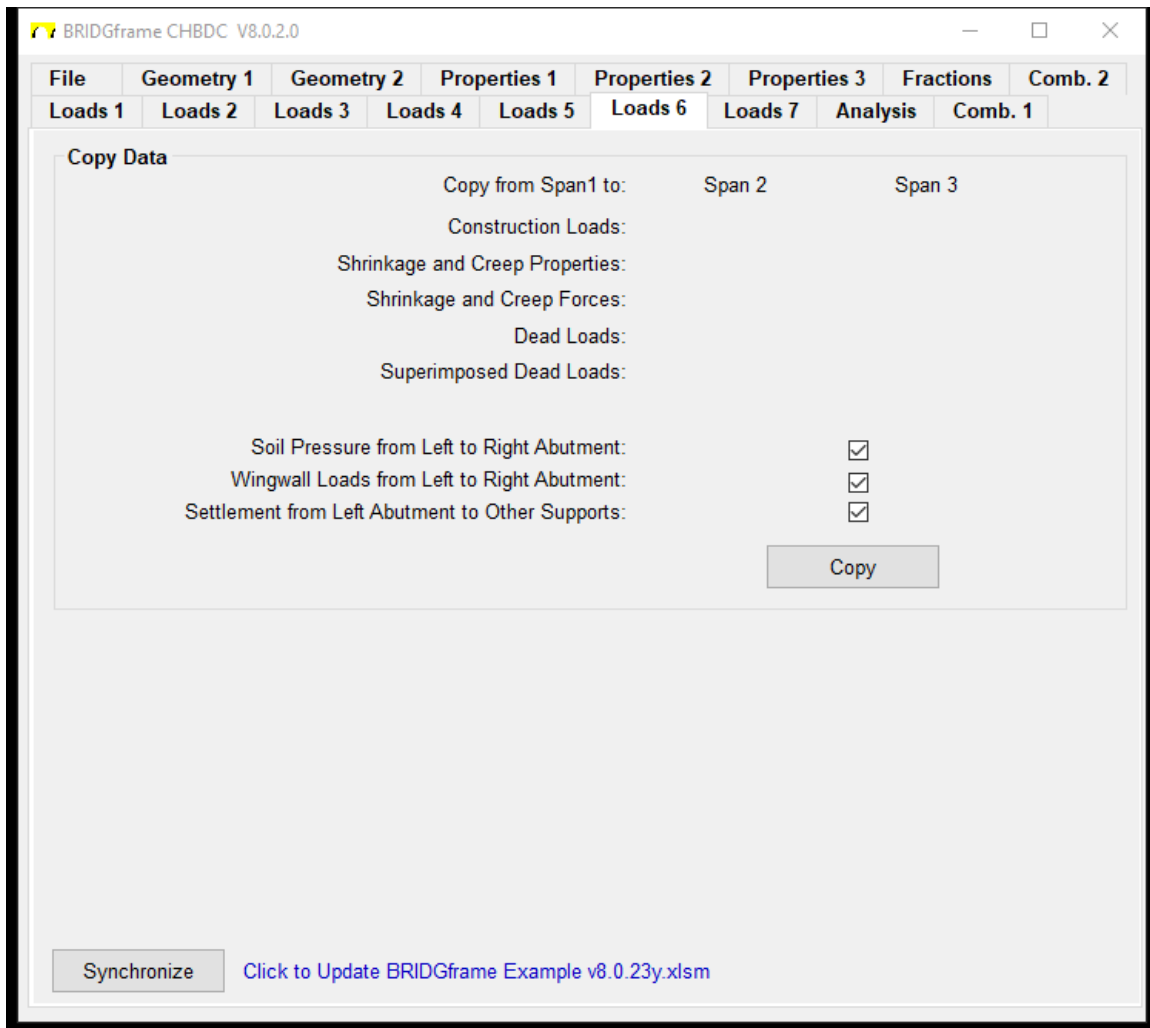 BRIDGframe CHBDC V8.0.2.0
File Geometry 1 Geometry 2 Properties 1 Properties 2 Properties 3 Fractions Comb. 2
Loads 1 Loads 2 Loads 3 Loads 4 Loads 5 Loads 6 Loads 7 Analysis Comb. 1
Copy Data
Copy from Span1 to: Span 2 Span 3
Construction Loads:
Shrinkage and Creep Properties:
Shrinkage and Creep Forces:
Dead Loads:
Superimposed Dead Loads:
Soil Pressure from Left to Right Abutment:
Wingwall Loads from Left to Right Abutment:
Settlement from Left Abutment to Other Supports:
Copy
Synchronize Click to Update BRIDGframe Example v8.0.23y.xlsm